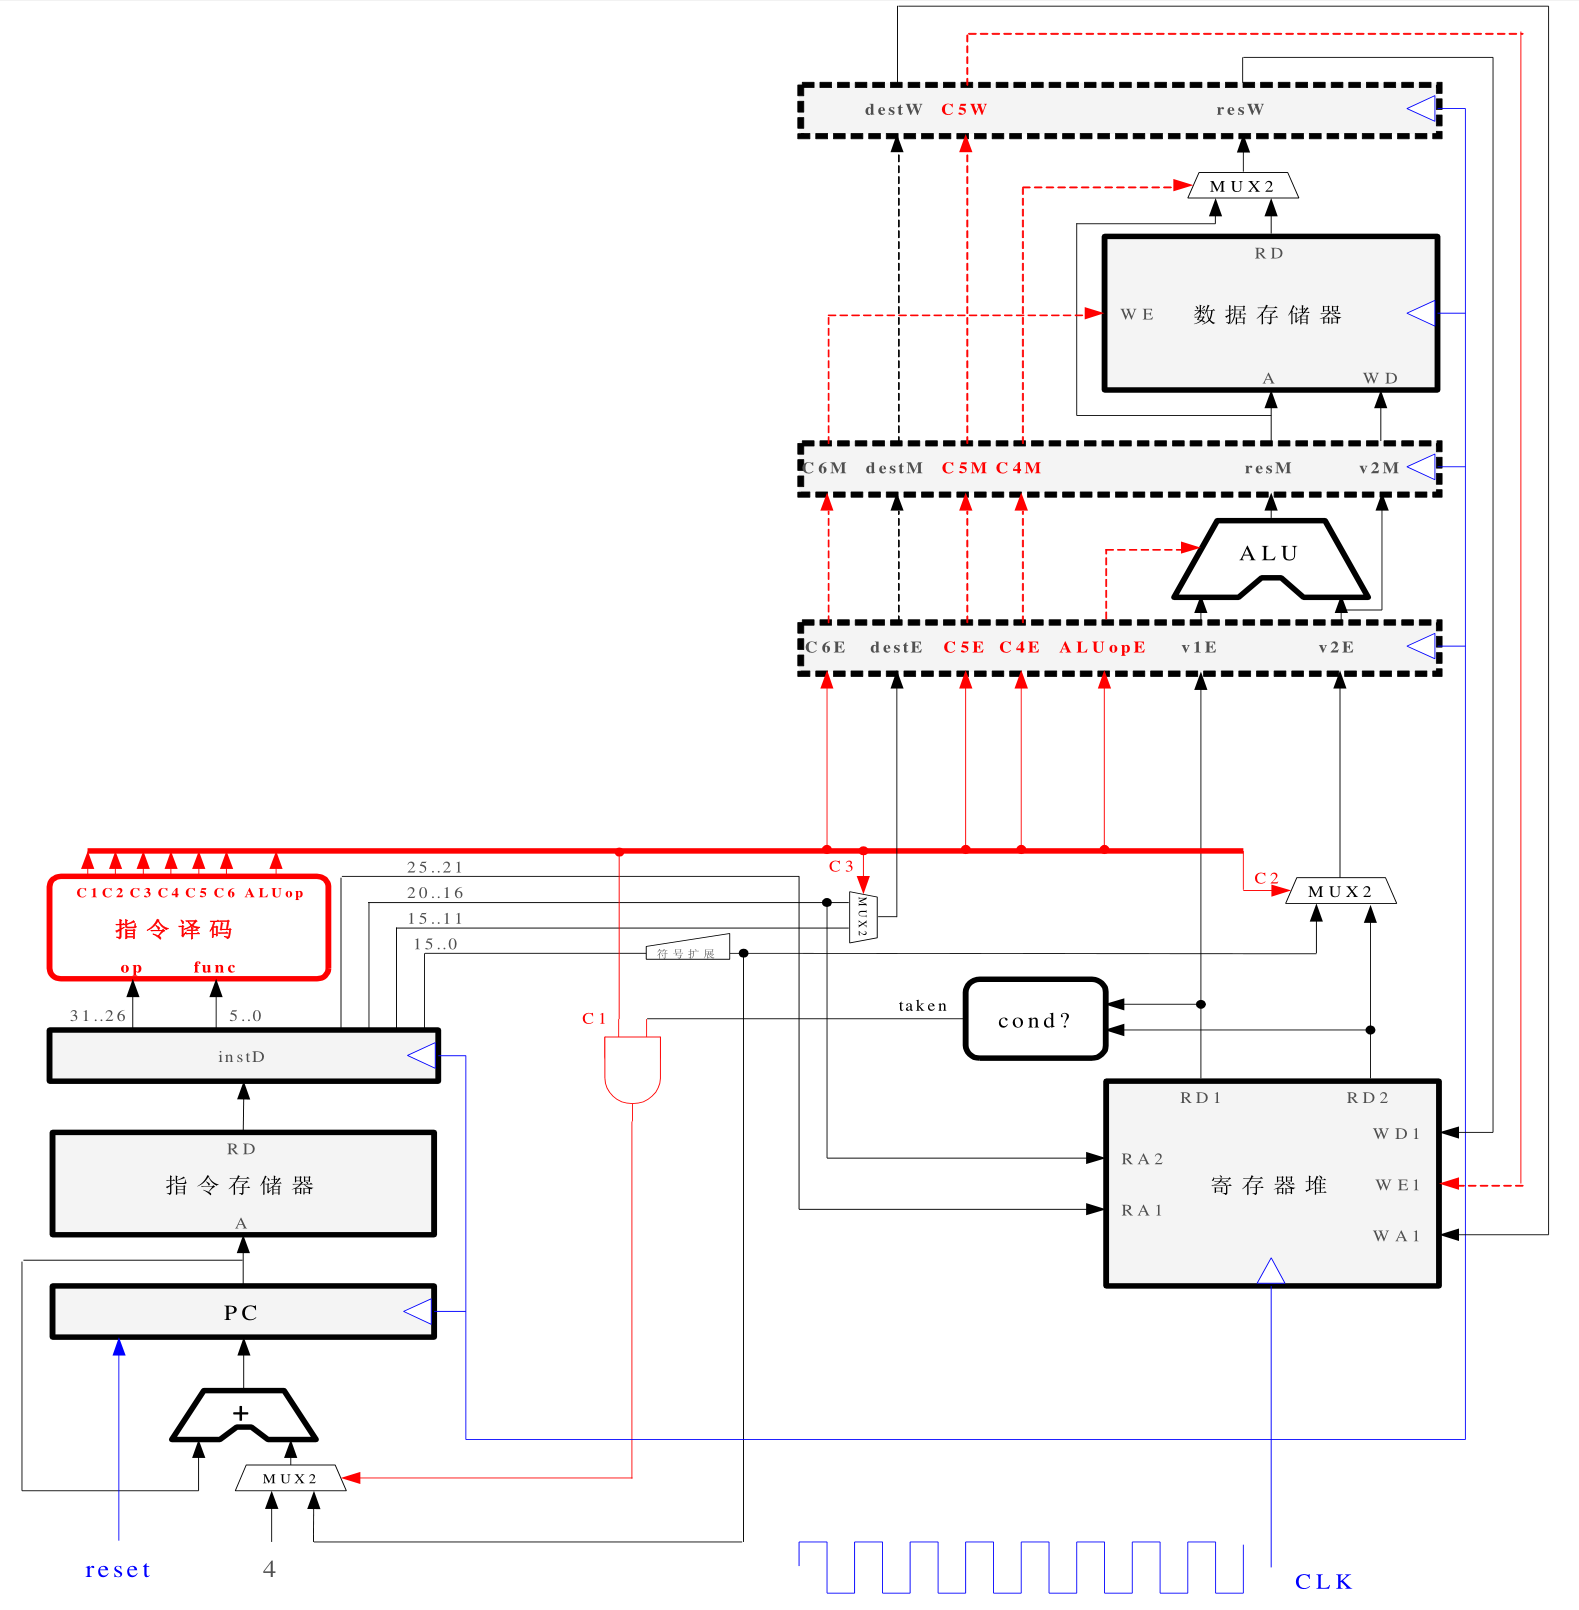 destW C5W resW
MUX2
RD
WE 数据存储器
A WD
C6M destM C5M C4M resM v2M
ALU
C6E destE C5E C4E ALUopE v1E v2E
25..21
C3
C2
C1 C2 C3 C4 C5 C6 ALUop
20..16
MUX2
MUX2
15..11
指令译码
15..0
符号扩展
op func
31..26 5..0
taken
C1
cond?
instD
RD1 RD2
WD1
RD
RA2
指令存储器
寄存器堆
WE1
RA1
A
WA1
PC
+
MUX2
reset
4
CLK